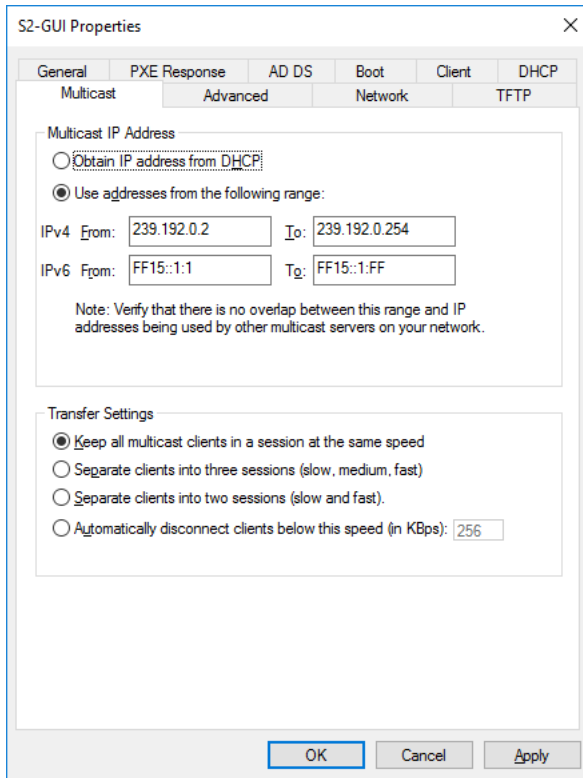 S2-GUI Properties
General PXE Response AD DS Boot Client DHCP
Multicast Advanced Network TFTP
Multicast IP Address
Obtain IP address from DHCP
Use addresses from the following range:
IPv4 From: 239.192.0.2 To: 239.192.0.254
IPv6 From: FF15::1:1 To: FF15::1:FF
Note: Verify that there is no overlap between this range and IP
addresses being used by other multicast servers on your network.
Transfer Settings
Keep all multicast clients in a session at the same speed
Separate clients into three sessions (slow, medium, fast)
Separate clients into two sessions (slow and fast).
Automatically disconnect clients below this speed (in KBps): 256
OK Cancel Apply